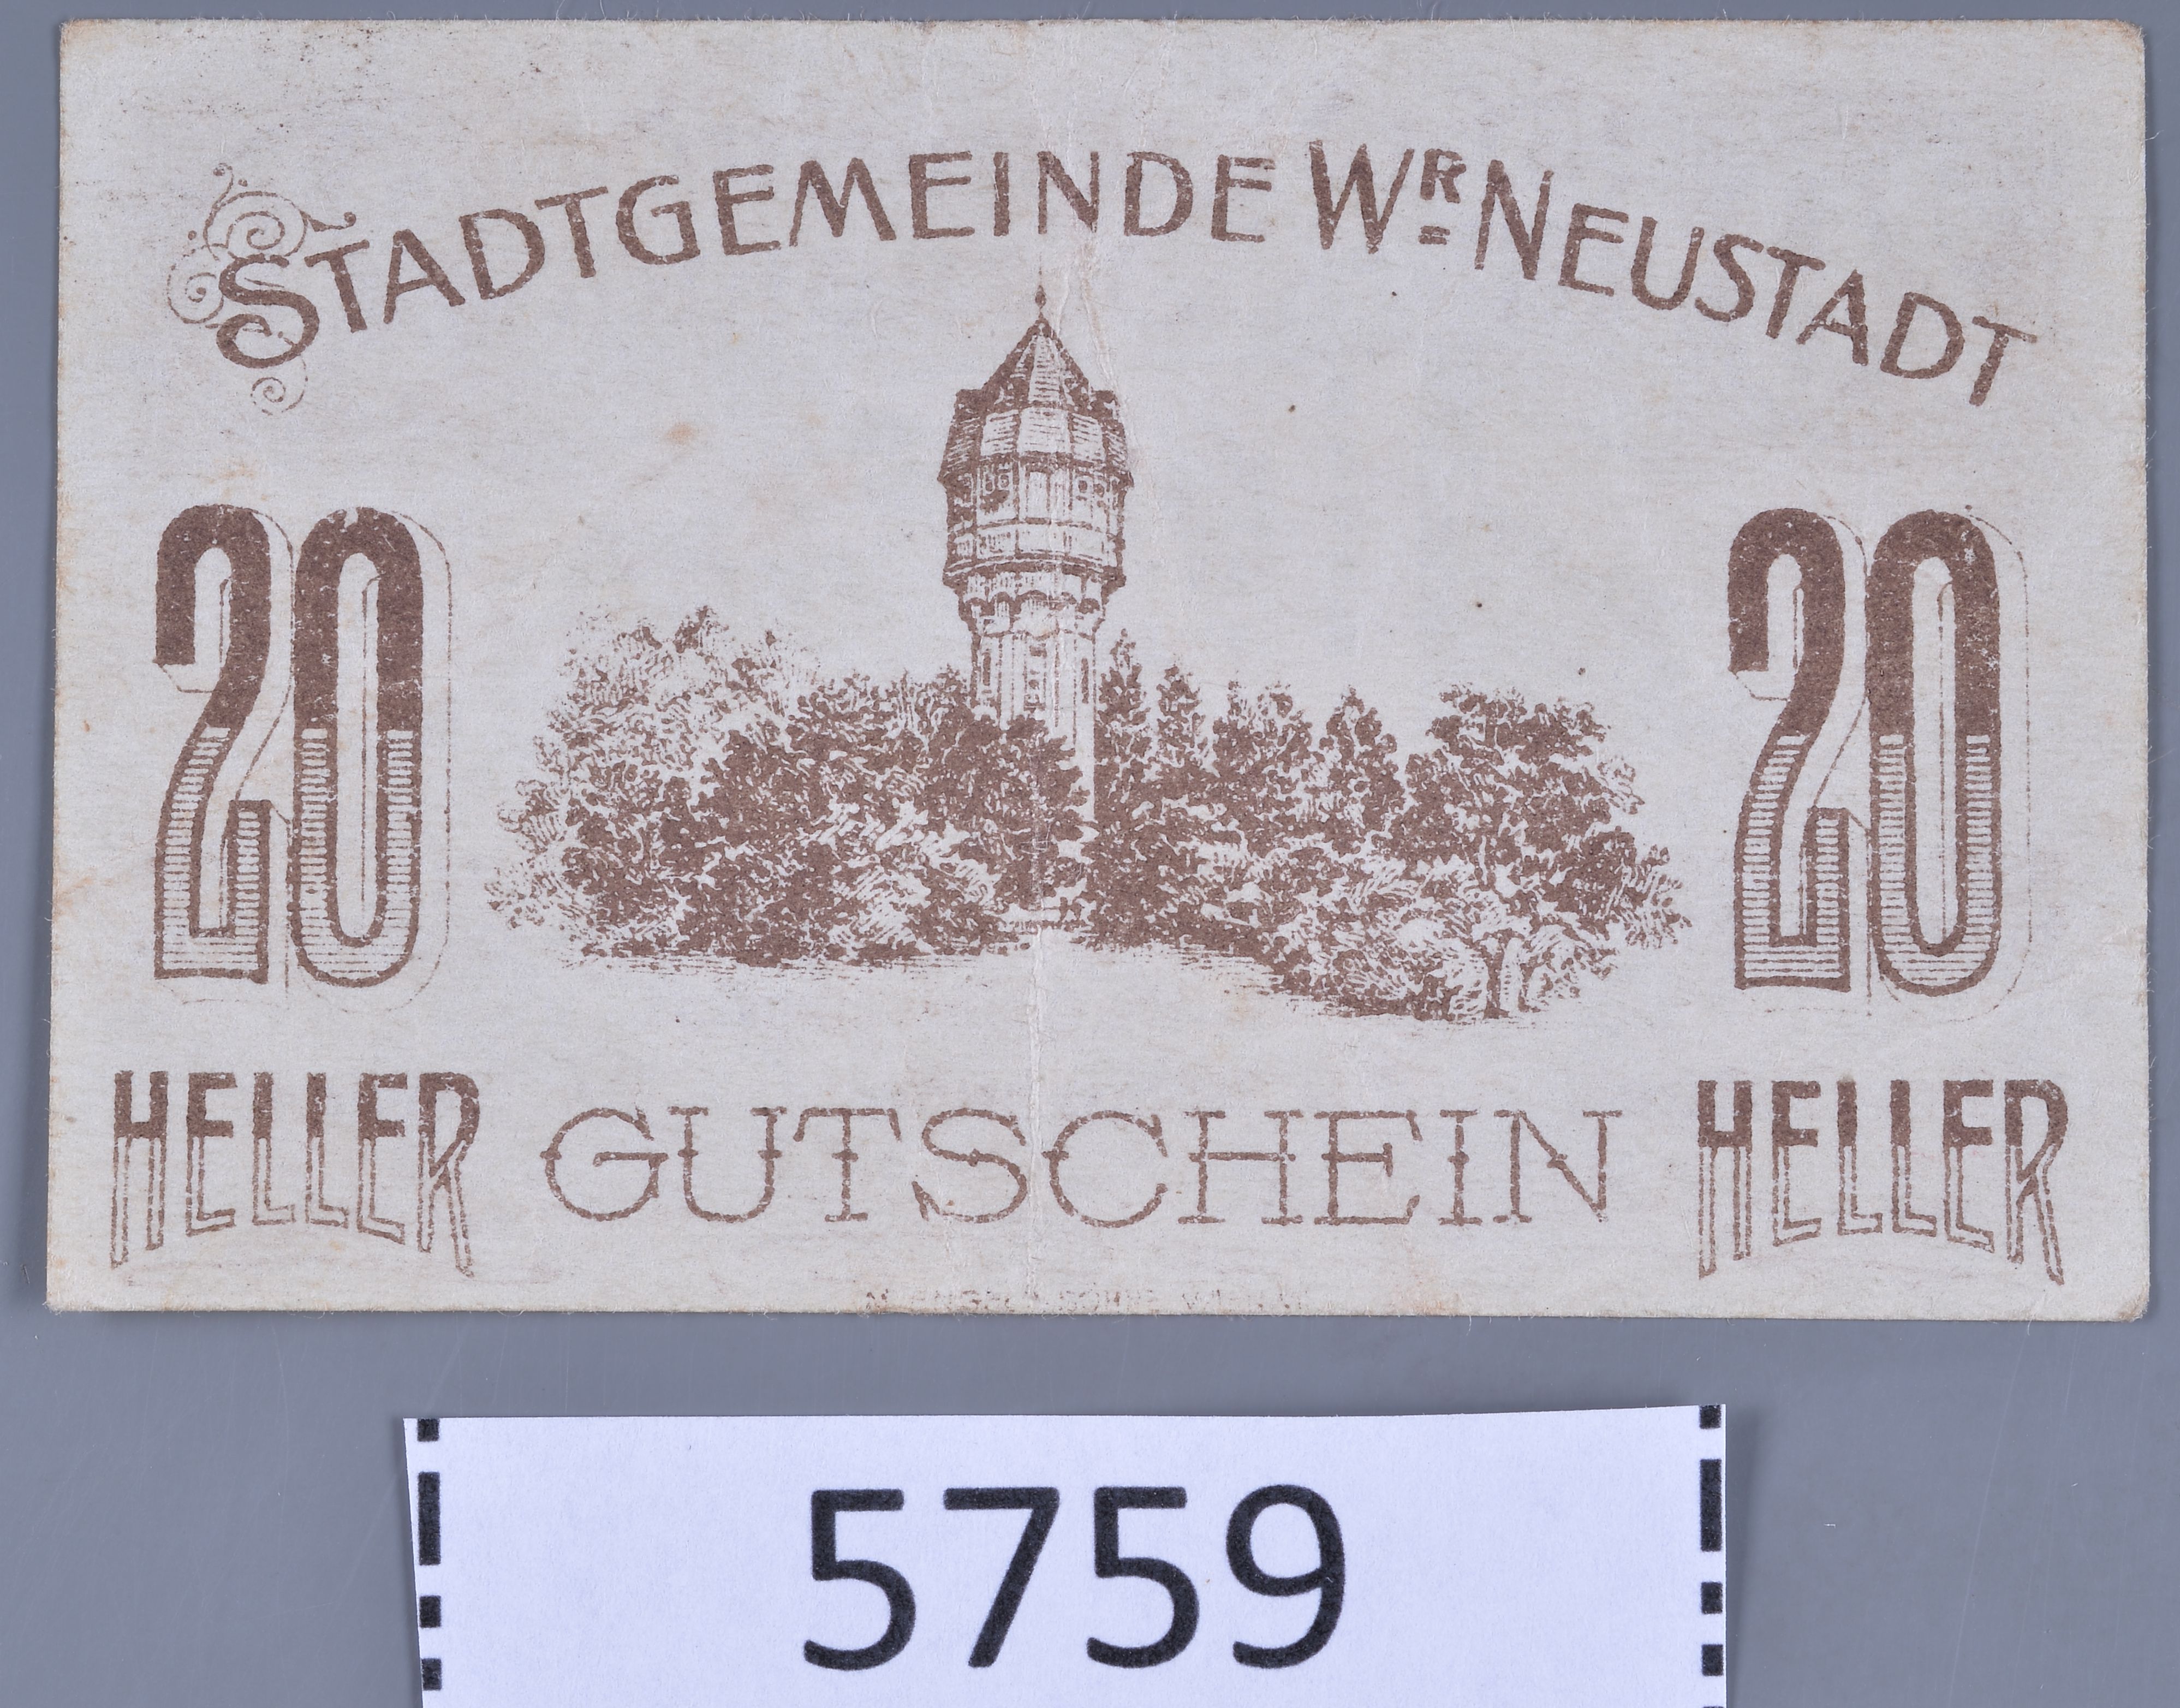 STADTGEMEINDE WR NEUSTADT
20 20
HELLER GUTSCHEIN HELLER
5759